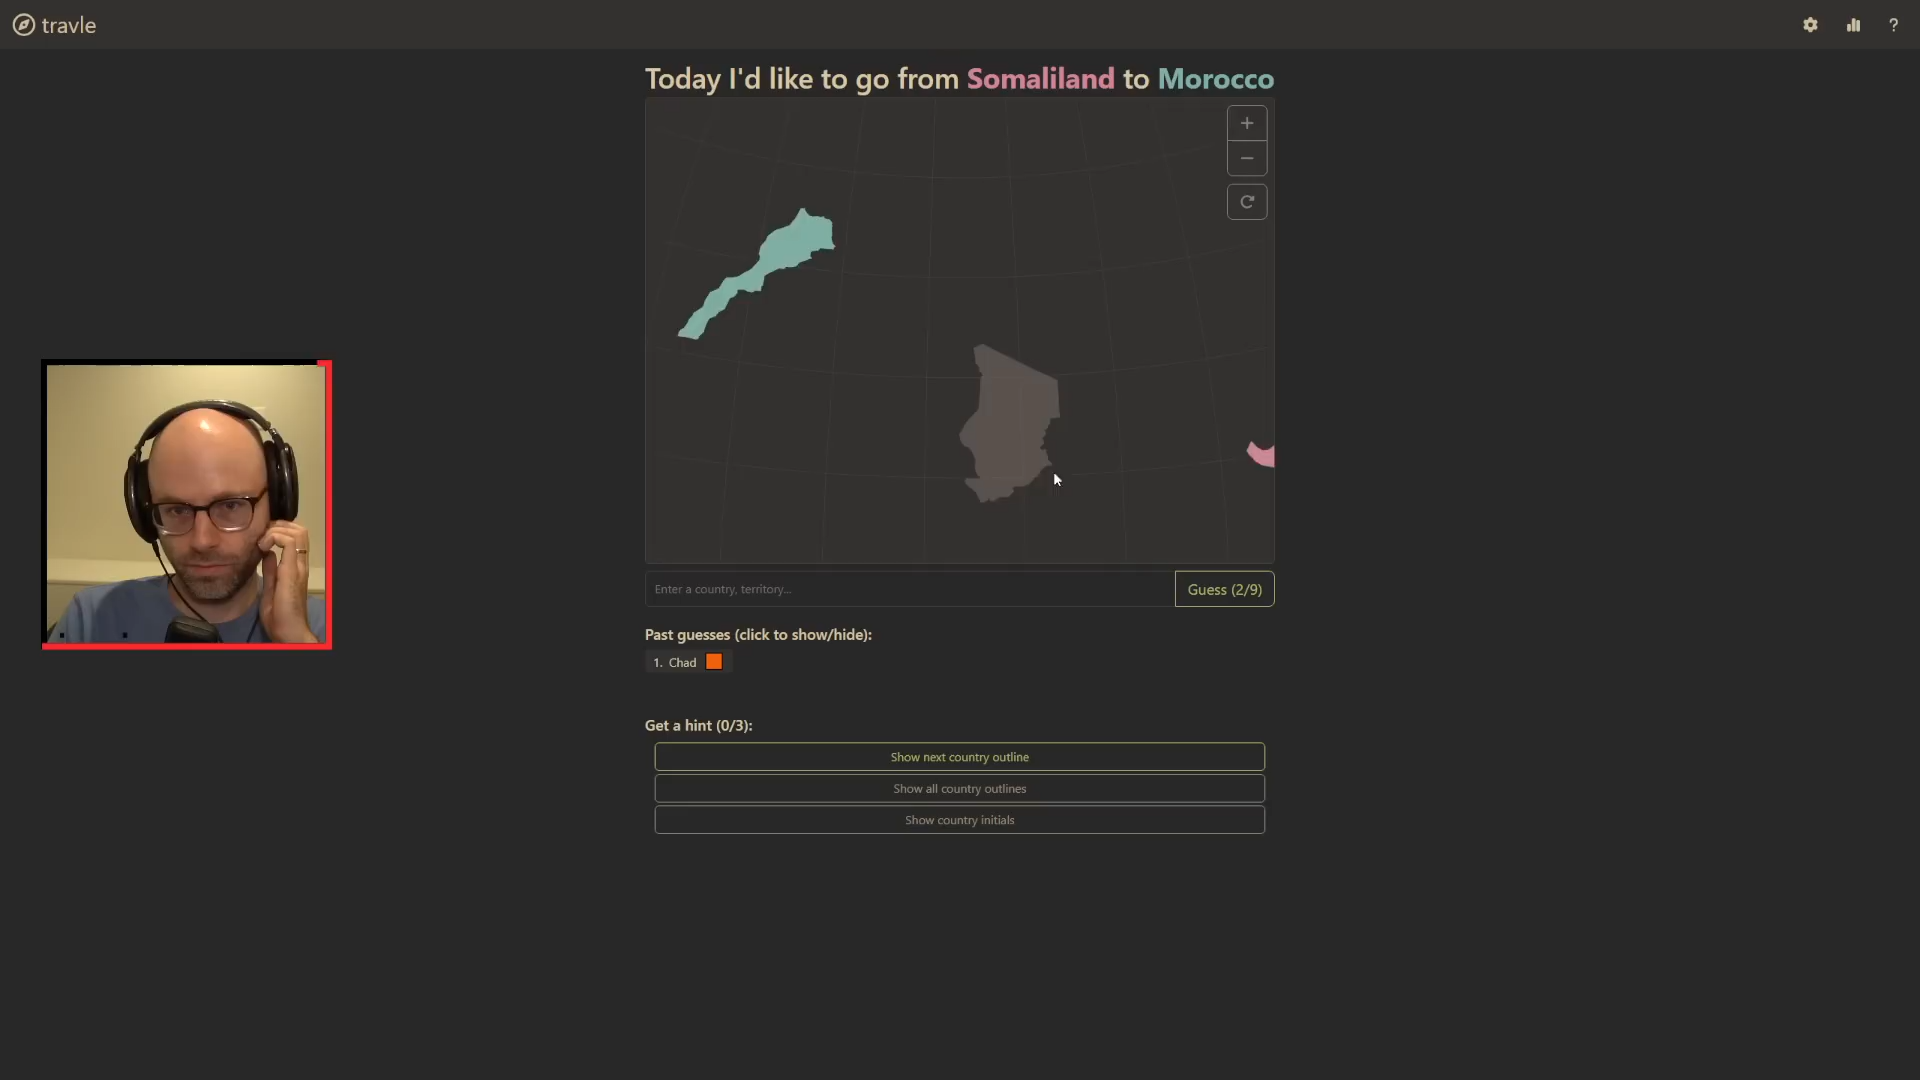 travle
?
Today I'd like to go from Somaliland to Morocco
+
−
Enter a country, territory...
Guess (2/9)
Past guesses (click to show/hide):
1. Chad
Get a hint (0/3):
Show next country outline
Show all country outlines
Show country initials